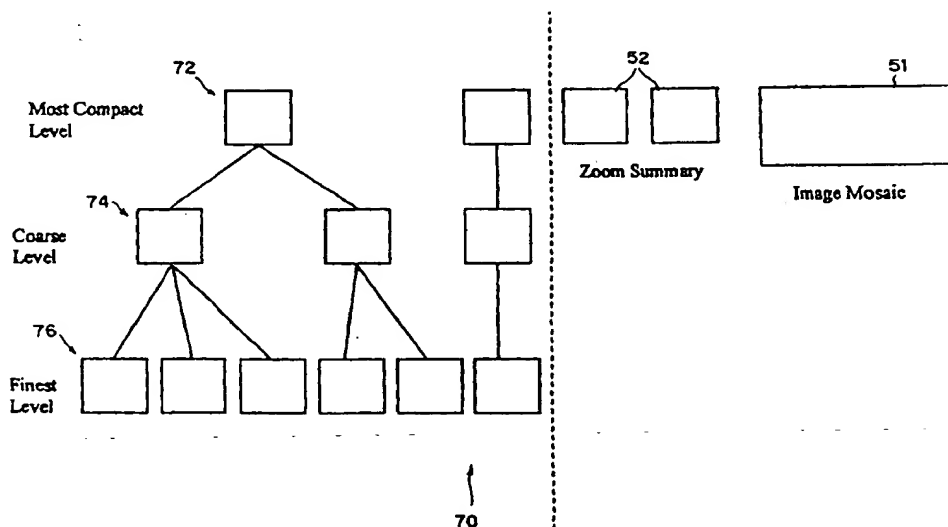 72
52
51
Most Compact
Level
Zoom Summary
Image Mosaic
74
Coarse
Level
76
Finest
Level
70